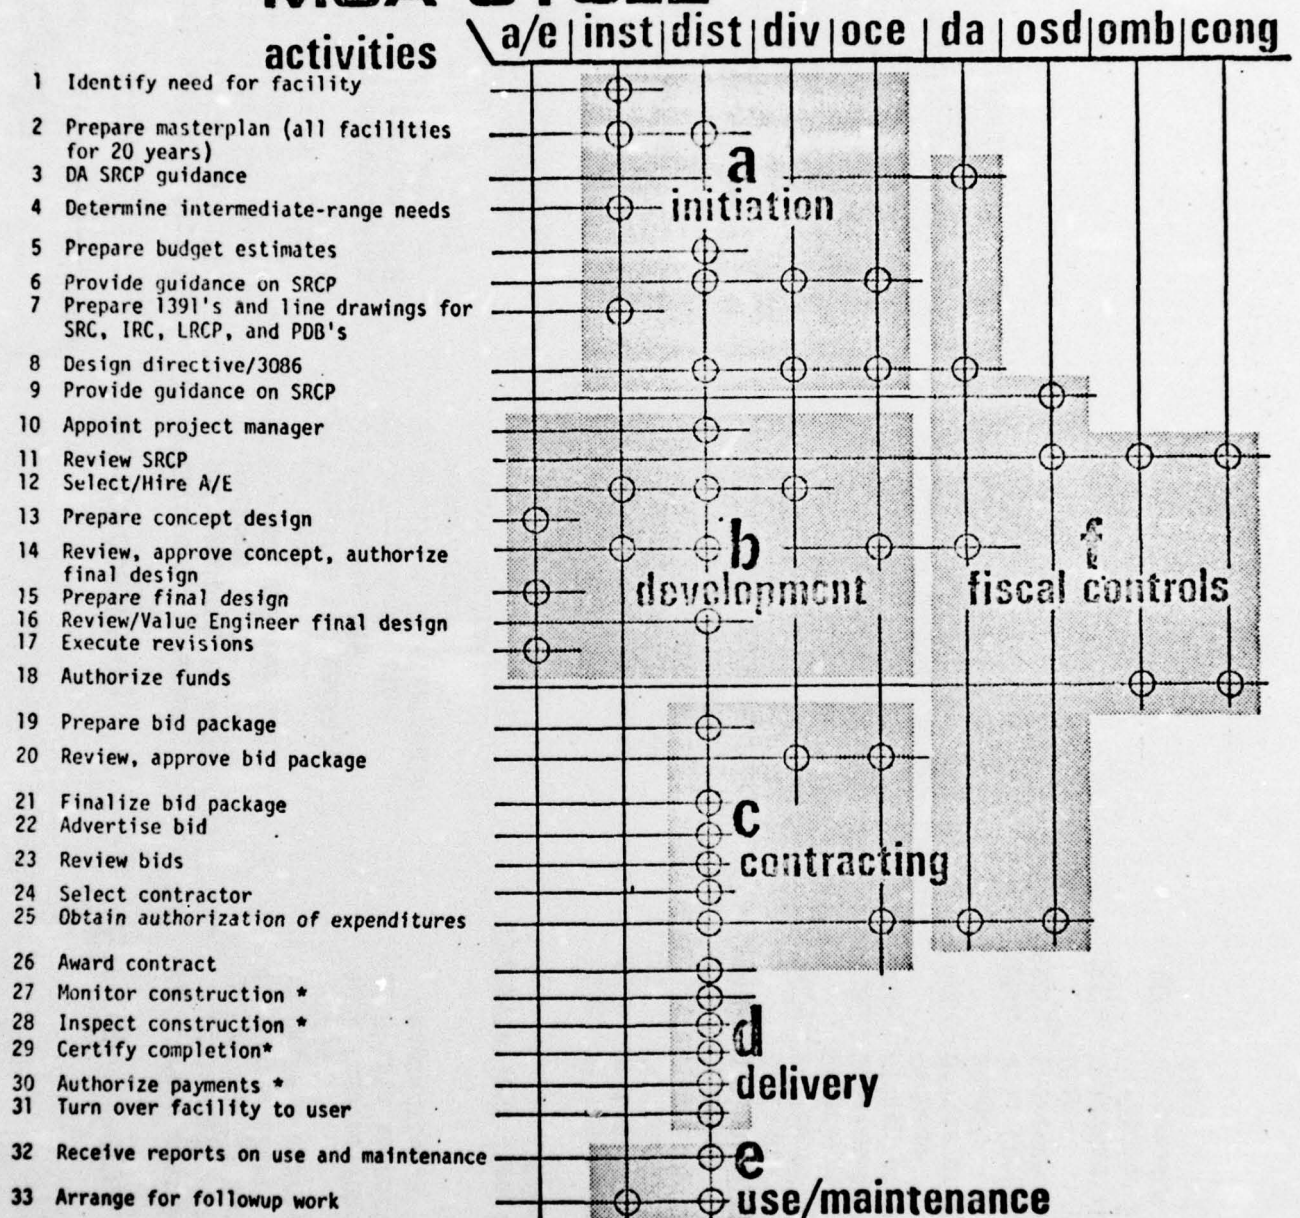 activities
a/e | inst | dist | div | oce | da | osd | omb | cong
1 Identify need for facility
2 Prepare masterplan (all facilities
for 20 years)
3 DA SRCP guidance
4 Determine intermediate-range needs
5 Prepare budget estimates
6 Provide guidance on SRCP
7 Prepare 1391's and line drawings for
SRC, IRC, LRCP, and PDB's
8 Design directive/3086
9 Provide guidance on SRCP
10 Appoint project manager
11 Review SRCP
12 Select/Hire A/E
13 Prepare concept design
14 Review, approve concept, authorize
final design
15 Prepare final design
16 Review/Value Engineer final design
17 Execute revisions
18 Authorize funds
19 Prepare bid package
20 Review, approve bid package
21 Finalize bid package
22 Advertise bid
23 Review bids
24 Select contractor
25 Obtain authorization of expenditures
26 Award contract
27 Monitor construction *
28 Inspect construction *
29 Certify completion*
30 Authorize payments *
31 Turn over facility to user
32 Receive reports on use and maintenance
33 Arrange for followup work
a
initiation
b
development
f
fiscal controls
c
contracting
d
delivery
e
use/maintenance